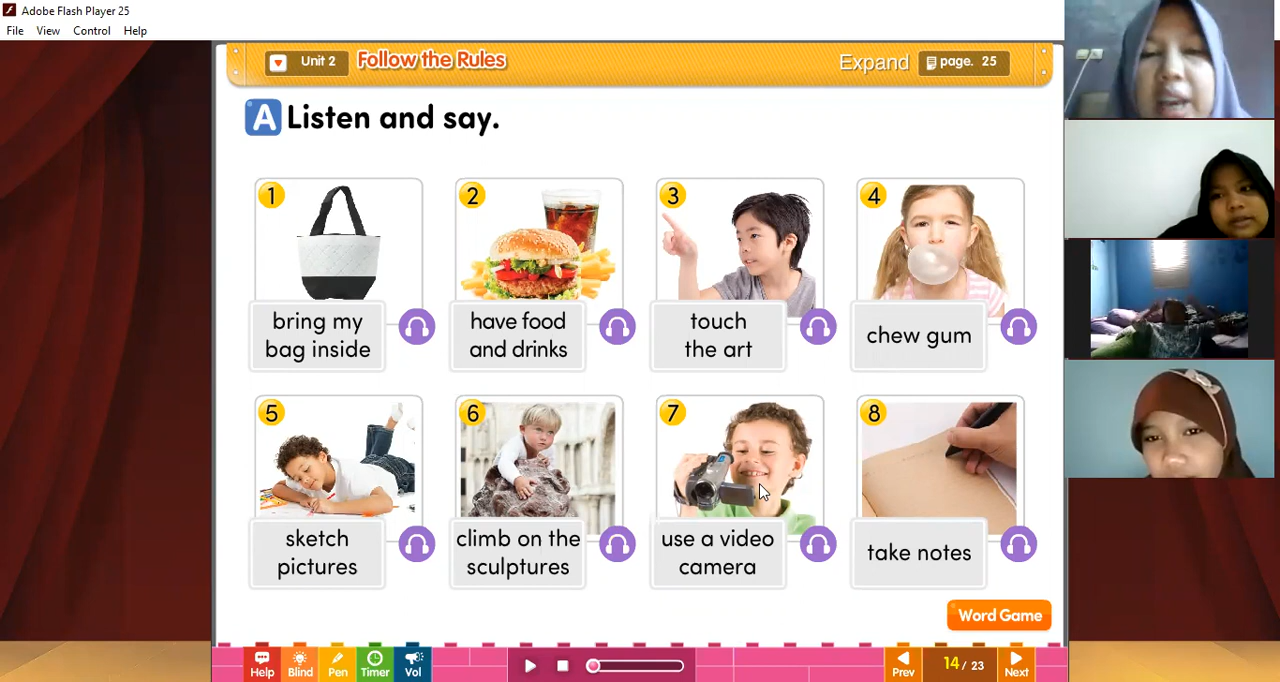 Adobe Flash Player 25
File View Control Help
Unit 2 Follow the Rules Expand page. 25
A Listen and say.
1 2 3 4
bring my
bag inside
have food
and drinks
touch
the art
chew gum
5 6 7 8
sketch
pictures
climb on the
sculptures
use a video
camera
take notes
Word Game
Help Blind Pen Timer Vol Prev 14 / 23 Next